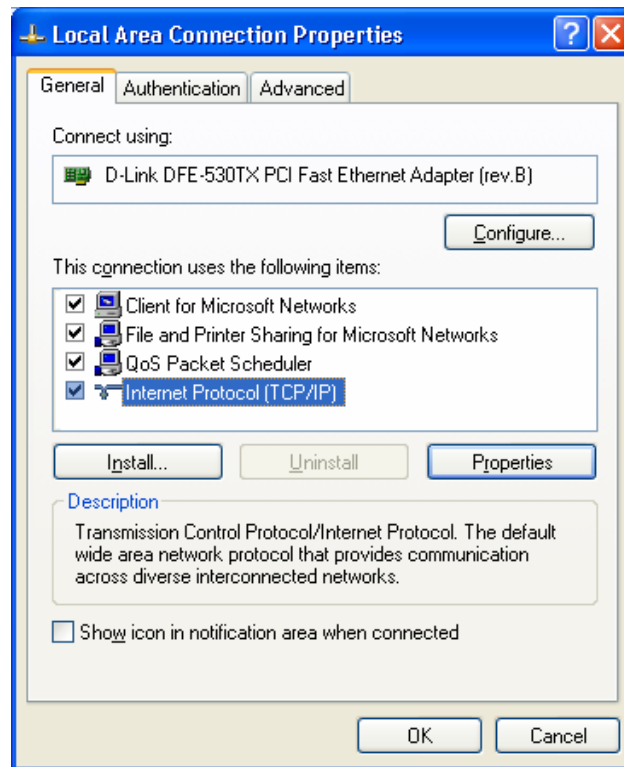 Local Area Connection Properties
General Authentication Advanced
Connect using:
D-Link DFE-530TX PCI Fast Ethernet Adapter (rev.B)
Configure...
This connection uses the following items:
Client for Microsoft Networks
File and Printer Sharing for Microsoft Networks
QoS Packet Scheduler
Internet Protocol (TCP/IP)
Install... Uninstall Properties
Description
Transmission Control Protocol/Internet Protocol. The default
wide area network protocol that provides communication
across diverse interconnected networks.
Show icon in notification area when connected
OK Cancel